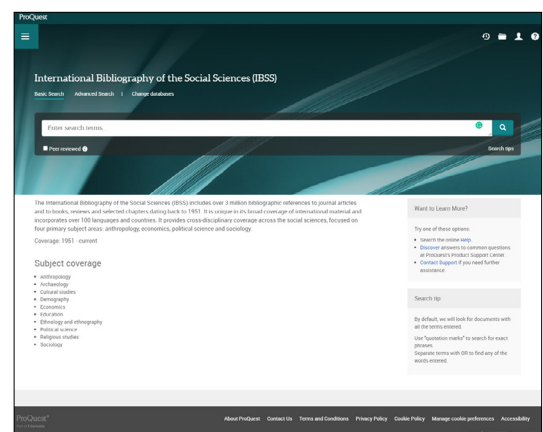 ProQuest
International Bibliography of the Social Sciences (IBSS)
Basic Search Advanced Search | Change databases
Enter search terms
Peer reviewed
Search tips
The International Bibliography of the Social Sciences (IBSS) includes over 3 million bibliographic references to journal articles
and to books, reviews and selected chapters dating back to 1951. It is unique in its broad coverage of international material and
incorporates over 100 languages and countries. It provides cross-disciplinary coverage across the social sciences, focused on
four primary subject areas: anthropology, economics, political science and sociology.
Coverage: 1951 - current
Subject coverage
Anthropology
Archaeology
Cultural studies
Demography
Economics
Education
Ethnology and ethnography
Political science
Religious studies
Sociology
Want to Learn More?
Try one of these options:
Search the online Help.
Discover answers to common questions
at ProQuest's Product Support Center
Contact Support if you need further
assistance.
Search tip
By default, we will look for documents with
all the terms entered.
Use "quotation marks" to search for exact
phrases.
Separate terms with OR to find any of the
words entered.
ProQuest
About ProQuest Contact Us Terms and Conditions Privacy Policy Cookie Policy Manage cookie preferences Accessibility